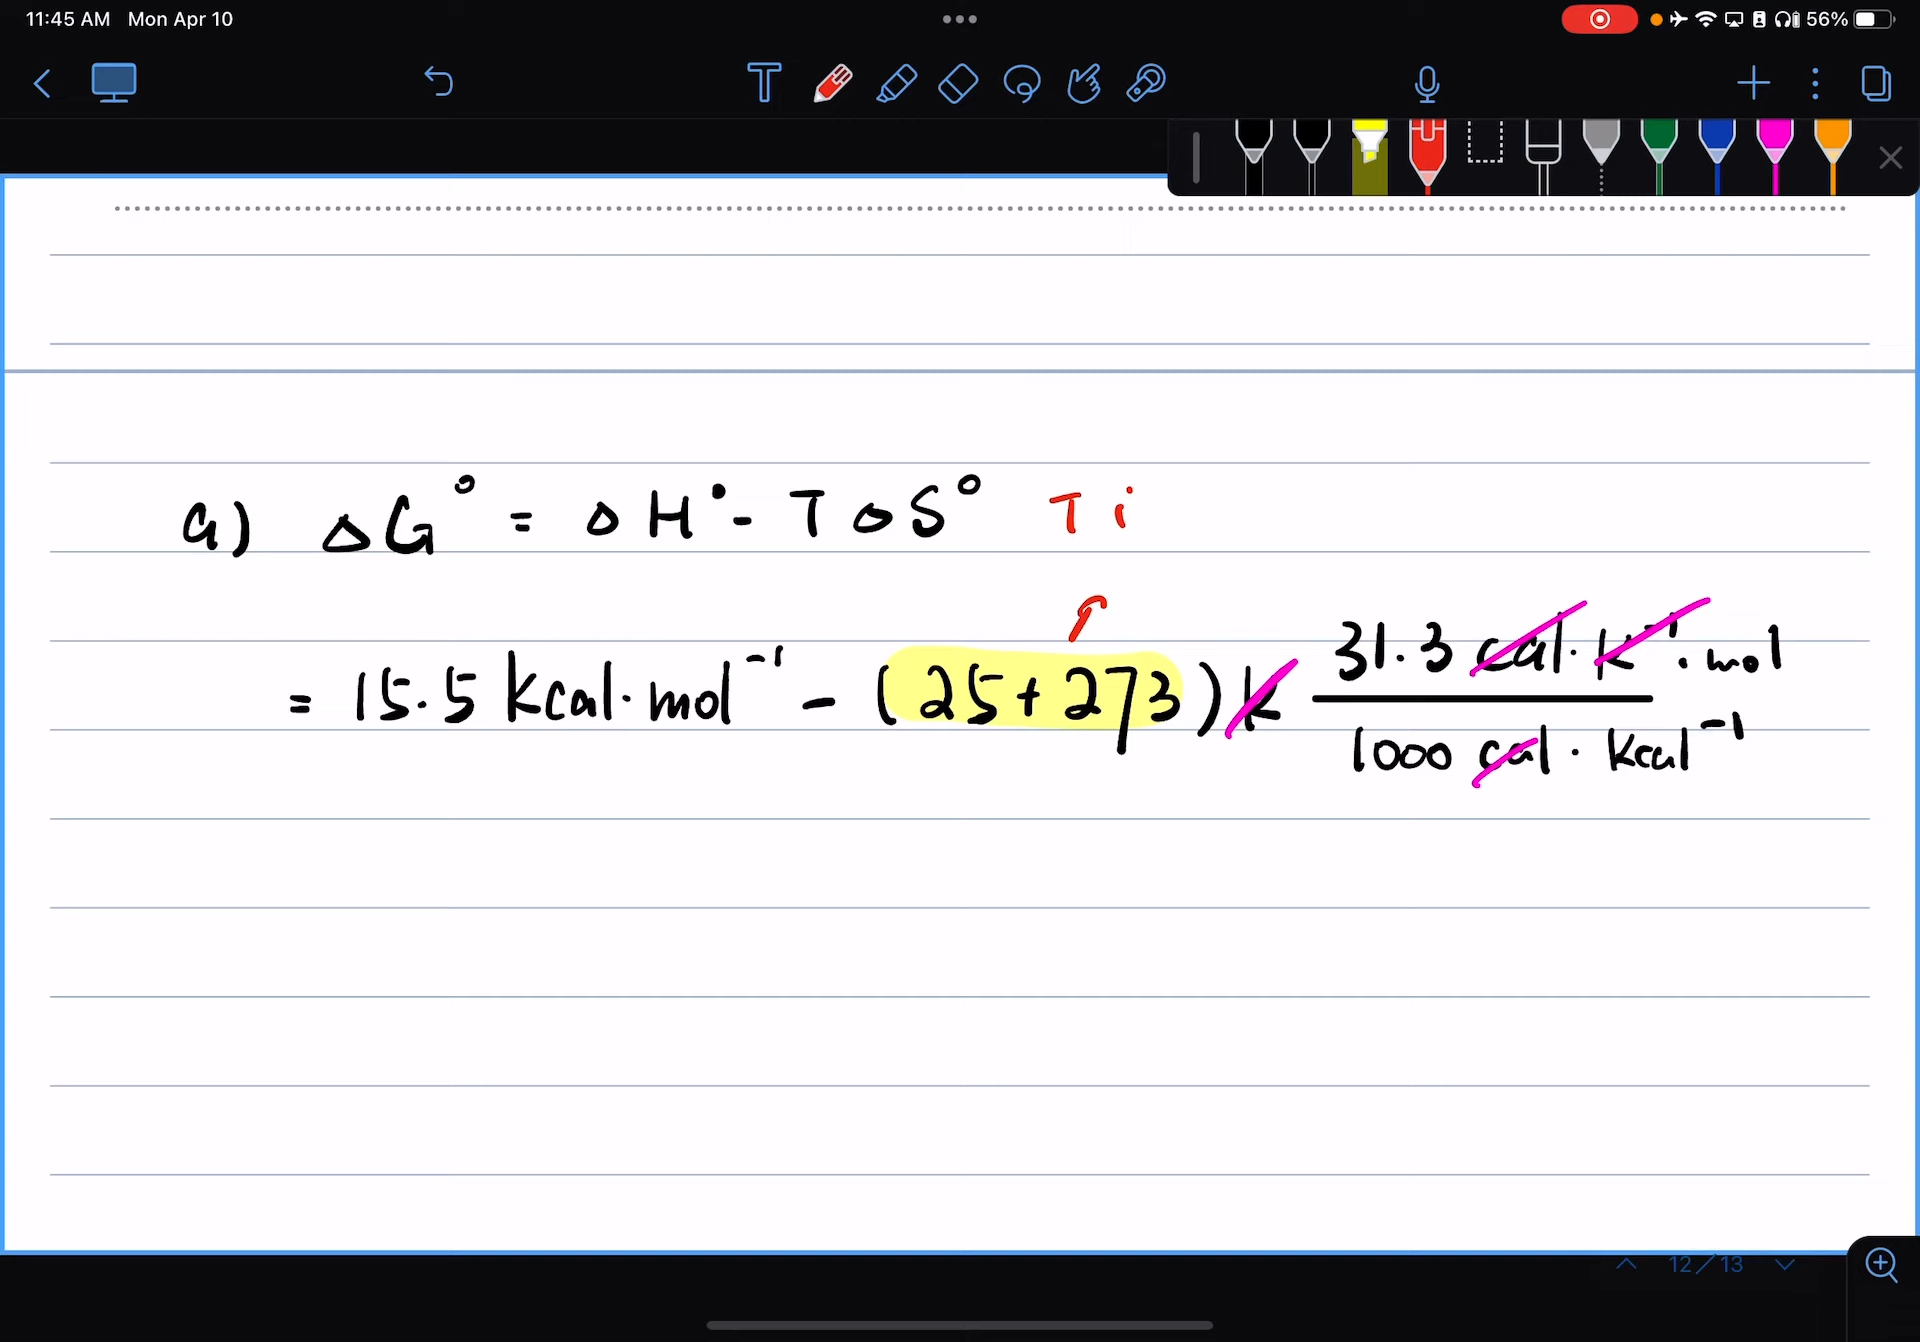 11:45 AM Mon Apr 10
56%
a) ΔG° = ΔH° - TΔS° T i
= 15.5 kcal·mol⁻¹ - (25+273)K 31.3 cal·K⁻¹·mol
1000 cal·kcal⁻¹
12/13